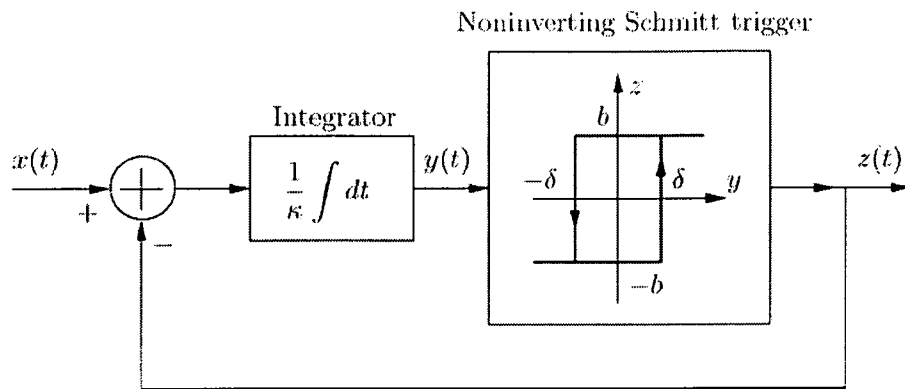 Noninverting Schmitt trigger
Integrator
x(t)
+
−
1/κ ∫ dt
y(t)
z
b
−δ
δ
y
−b
z(t)